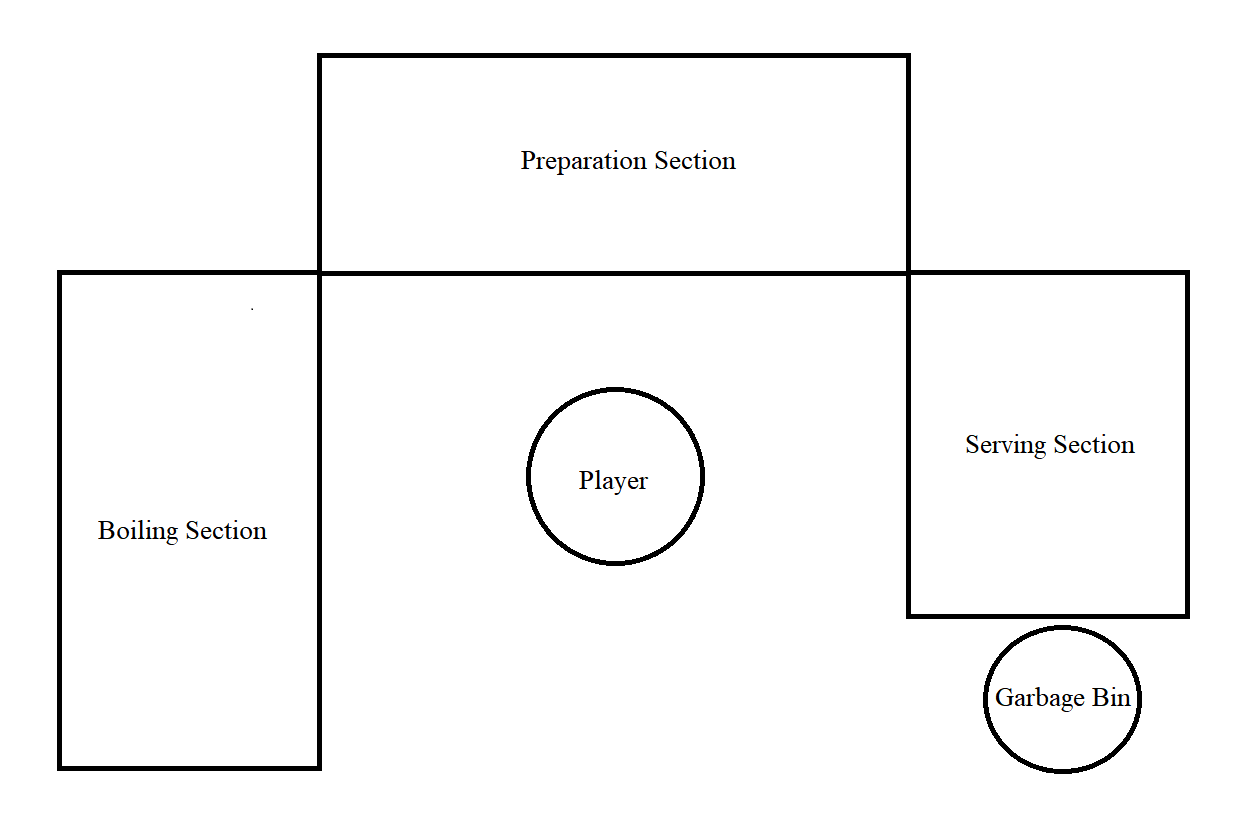 Preparation Section
Serving Section
Player
Boiling Section
Garbage Bin